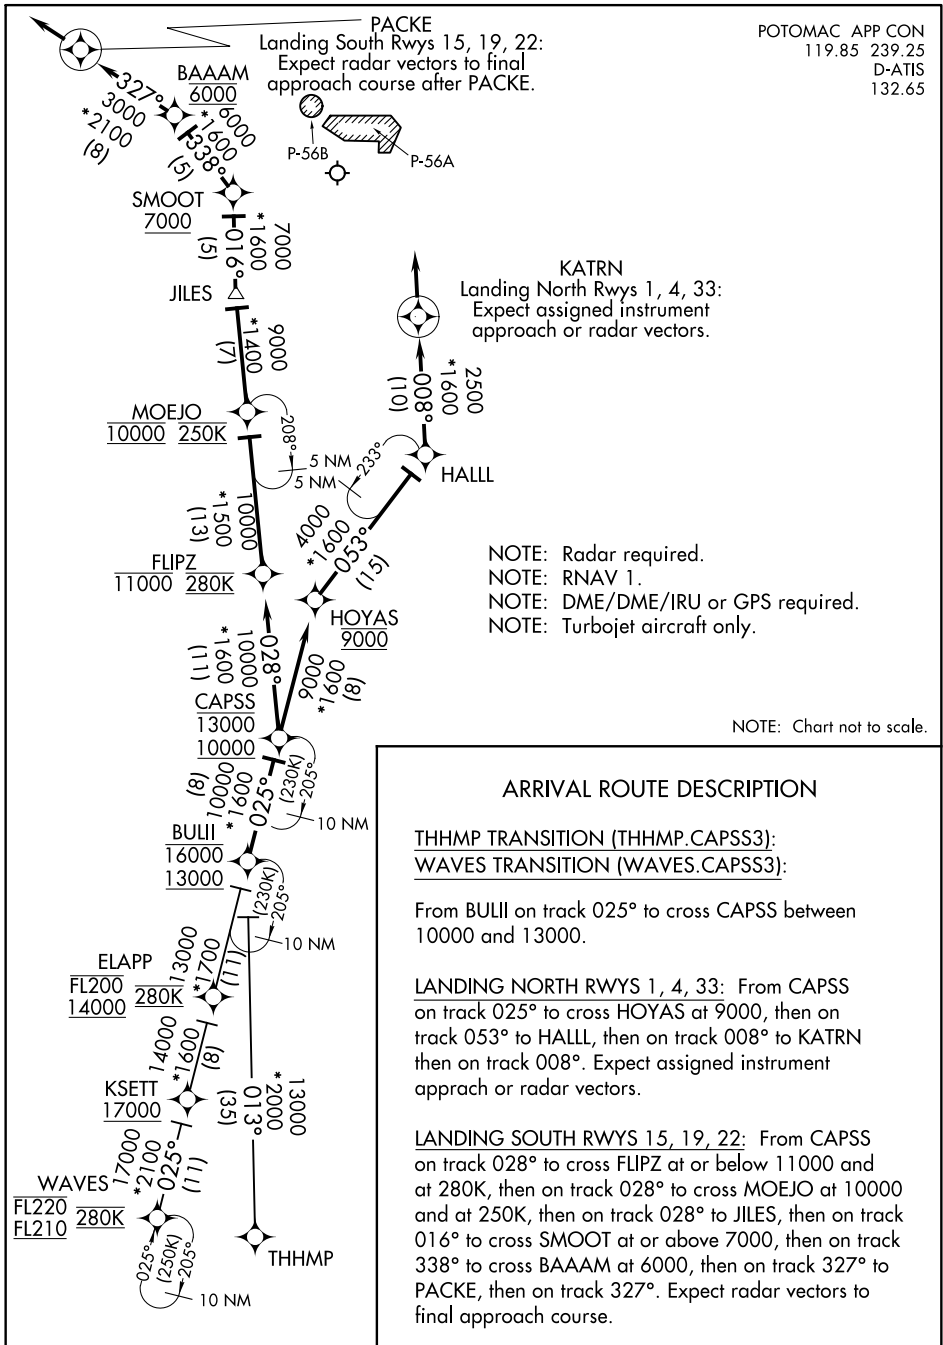 PACKE
Landing South Rwys 15, 19, 22:
Expect radar vectors to final
approach course after PACKE.
POTOMAC APP CON
119.85 239.25
D-ATIS
132.65
BAAAM
6000
327°
3000
*2100
(8)
6000
*1600
338°
(5)
P-56B
P-56A
SMOOT
7000
7000
*1600
016°
(5)
JILES
9000
*1400
(7)
KATRN
Landing North Rwys 1, 4, 33:
Expect assigned instrument
approach or radar vectors.
2500
*1600
008°
(10)
MOEJO
10000 250K
208°
5 NM
5 NM
233°
HALLL
10000
*1500
(13)
4000
*1600
053°
(15)
FLIPZ
11000 280K
HOYAS
9000
NOTE: Radar required.
NOTE: RNAV 1.
NOTE: DME/DME/IRU or GPS required.
NOTE: Turbojet aircraft only.
028°
10000
*1600
(11)
9000
*1600
(8)
CAPSS
13000
10000
NOTE: Chart not to scale.
(230K)
205°
10 NM
10000
*1600
025°
(8)
BULII
16000
13000
(230K)
205°
10 NM
13000
*1700
(11)
ELAPP
FL200
14000
280K
14000
*1600
(8)
KSETT
17000
13000
*2000
013°
(35)
17000
*2100
025°
(11)
WAVES
FL220
FL210
280K
025°
(250K)
205°
10 NM
THHMP
ARRIVAL ROUTE DESCRIPTION
THHMP TRANSITION (THHMP.CAPSS3):
WAVES TRANSITION (WAVES.CAPSS3):
From BULII on track 025° to cross CAPSS between
10000 and 13000.
LANDING NORTH RWYS 1, 4, 33: From CAPSS
on track 025° to cross HOYAS at 9000, then on
track 053° to HALLL, then on track 008° to KATRN
then on track 008°. Expect assigned instrument
apprach or radar vectors.
LANDING SOUTH RWYS 15, 19, 22: From CAPSS
on track 028° to cross FLIPZ at or below 11000 and
at 280K, then on track 028° to cross MOEJO at 10000
and at 250K, then on track 028° to JILES, then on track
016° to cross SMOOT at or above 7000, then on track
338° to cross BAAAM at 6000, then on track 327° to
PACKE, then on track 327°. Expect radar vectors to
final approach course.